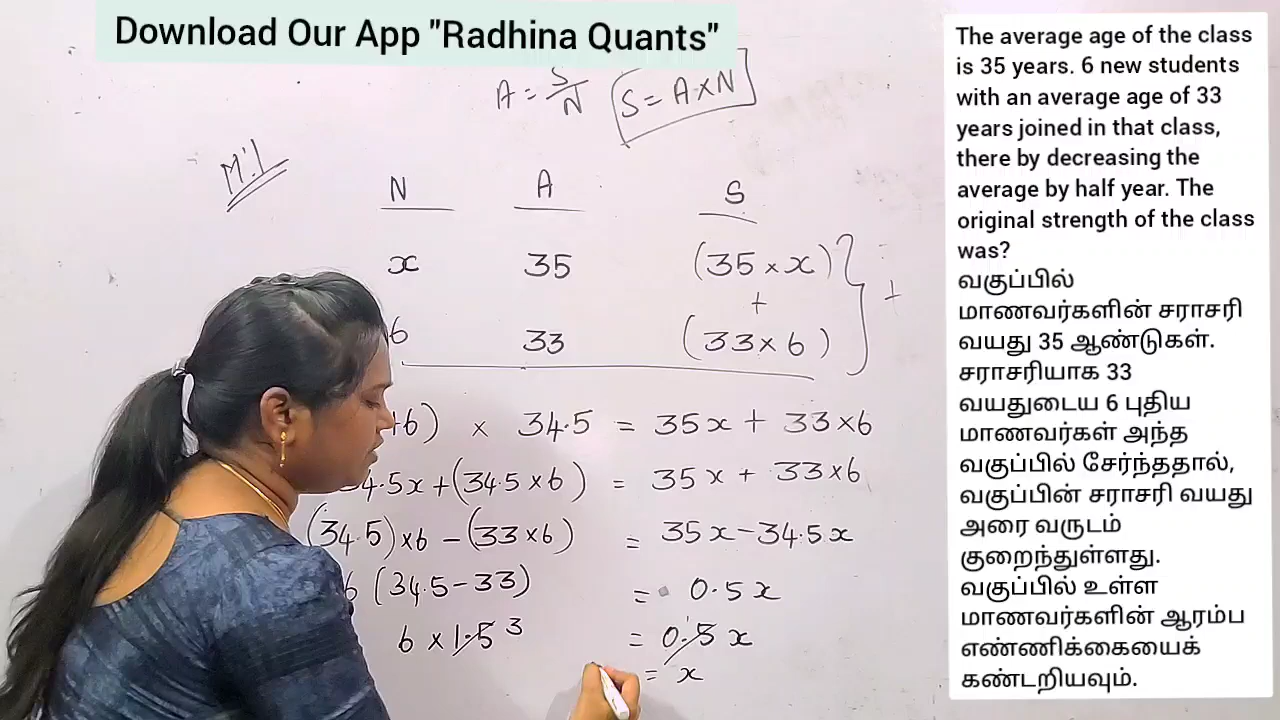 Download Our App "Radhina Quants"
A = S/N S = A×N
M:1
N A S
x 35 (35 × x)
+ +
6 33 (33 × 6)
+6) × 34.5 = 35x + 33×6
34.5x + (34.5 × 6) = 35x + 33×6
(34.5)×6 − (33×6) = 35x − 34.5x
6 (34.5 − 33) = 0.5x
6 × 1.5 3 = 0.5 1 x
= x
The average age of the class
is 35 years. 6 new students
with an average age of 33
years joined in that class,
there by decreasing the
average by half year. The
original strength of the class
was?
வகுப்பில்
மாணவர்களின் சராசரி
வயது 35 ஆண்டுகள்.
சராசரியாக 33
வயதுடைய 6 புதிய
மாணவர்கள் அந்த
வகுப்பில் சேர்ந்ததால்,
வகுப்பின் சராசரி வயது
அரை வருடம்
குறைந்துள்ளது.
வகுப்பில் உள்ள
மாணவர்களின் ஆரம்ப
எண்ணிக்கையைக்
கண்டறியவும்.